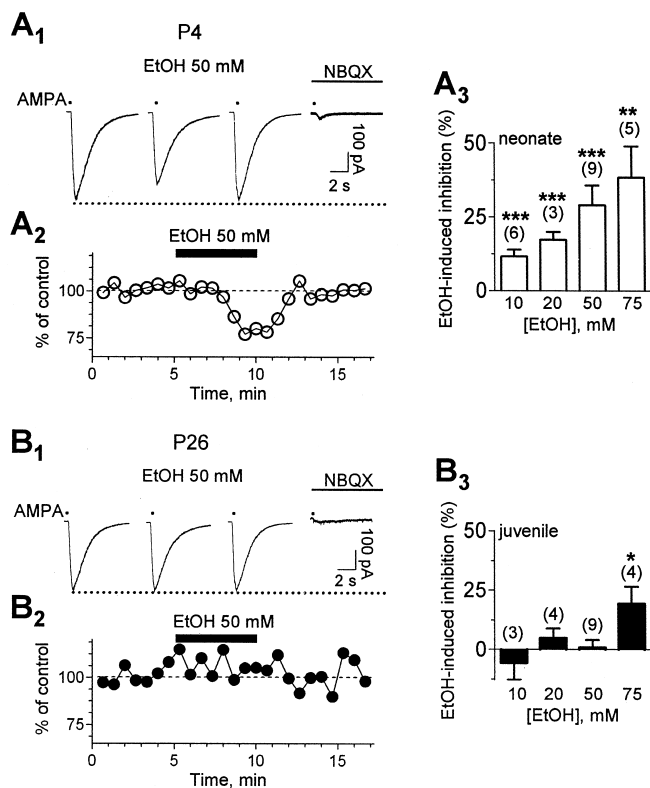 A1
P4
EtOH 50 mM
NBQX
AMPA
100 pA
2 s
A2
EtOH 50 mM
% of control
100
75
0 5 10 15
Time, min
A3
EtOH-induced inhibition (%)
50
25
0
neonate
*** (6)
*** (3)
*** (9)
** (5)
10 20 50 75
[EtOH], mM
B1
P26
EtOH 50 mM
NBQX
AMPA
100 pA
2 s
B2
EtOH 50 mM
% of control
100
75
0 5 10 15
Time, min
B3
EtOH-induced inhibition (%)
50
25
0
juvenile
(3)
(4)
(9)
* (4)
10 20 50 75
[EtOH], mM